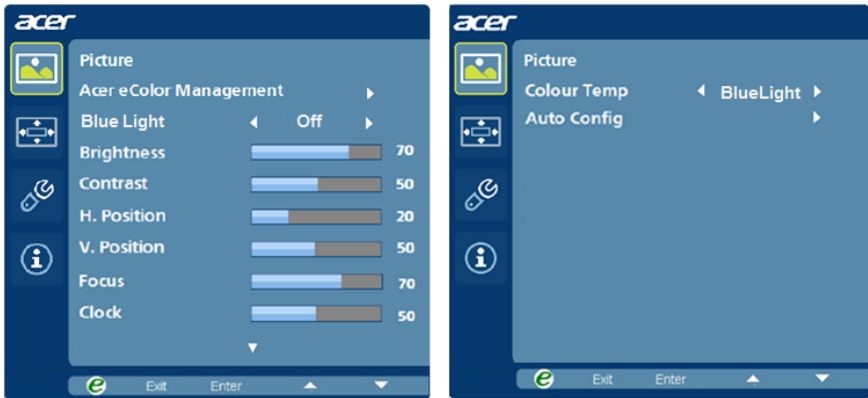 acer
Picture
Acer eColor Management
Blue Light Off
Brightness 70
Contrast 50
H. Position 20
V. Position 50
Focus 70
Clock 50
e Exit Enter
acer
Picture
Colour Temp BlueLight
Auto Config
e Exit Enter